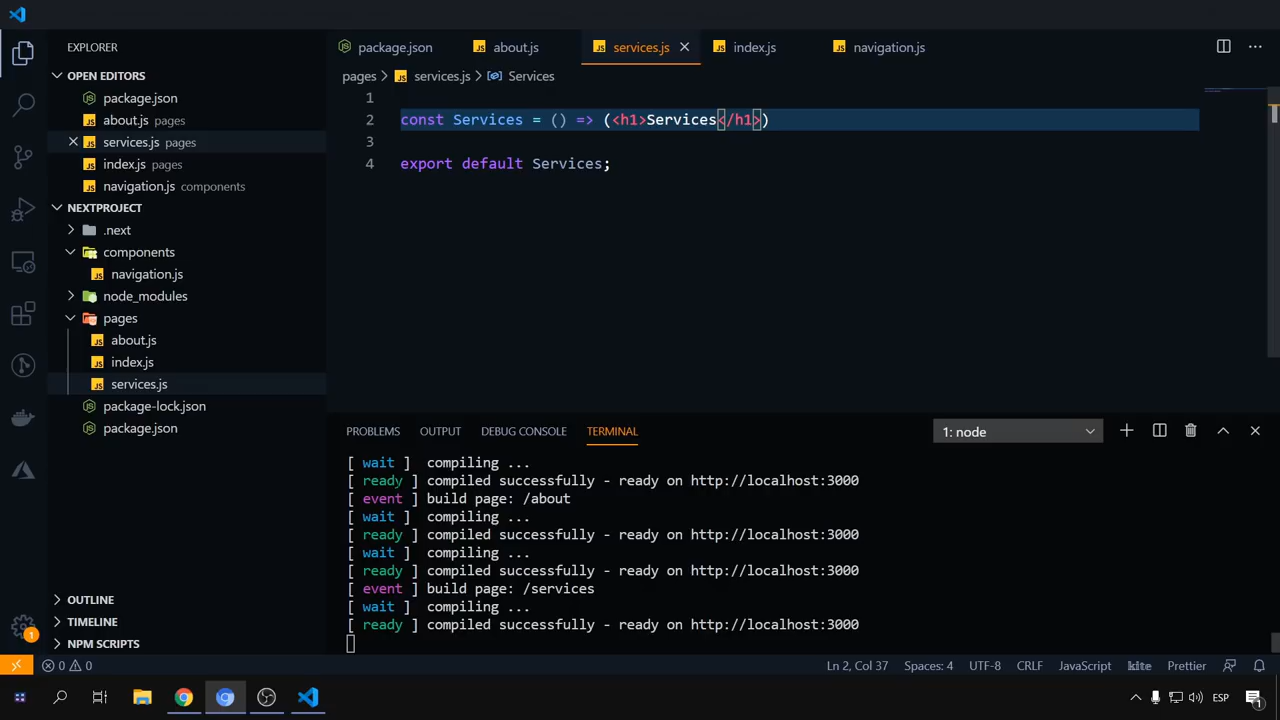 EXPLORER
OPEN EDITORS
package.json
about.js pages
services.js pages
index.js pages
navigation.js components
NEXTPROJECT
.next
components
navigation.js
node_modules
pages
about.js
index.js
services.js
package-lock.json
package.json
OUTLINE
TIMELINE
NPM SCRIPTS
package.json about.js services.js index.js navigation.js
pages > services.js > Services
1
2 const Services = () => (<h1>Services</h1>)
3
4 export default Services;
PROBLEMS OUTPUT DEBUG CONSOLE TERMINAL 1: node
[ wait ] compiling ...
[ ready ] compiled successfully - ready on http://localhost:3000
[ event ] build page: /about
[ wait ] compiling ...
[ ready ] compiled successfully - ready on http://localhost:3000
[ wait ] compiling ...
[ ready ] compiled successfully - ready on http://localhost:3000
[ event ] build page: /services
[ wait ] compiling ...
[ ready ] compiled successfully - ready on http://localhost:3000
1
0 0 Ln 2, Col 37 Spaces: 4 UTF-8 CRLF JavaScript kite Prettier
ESP 1